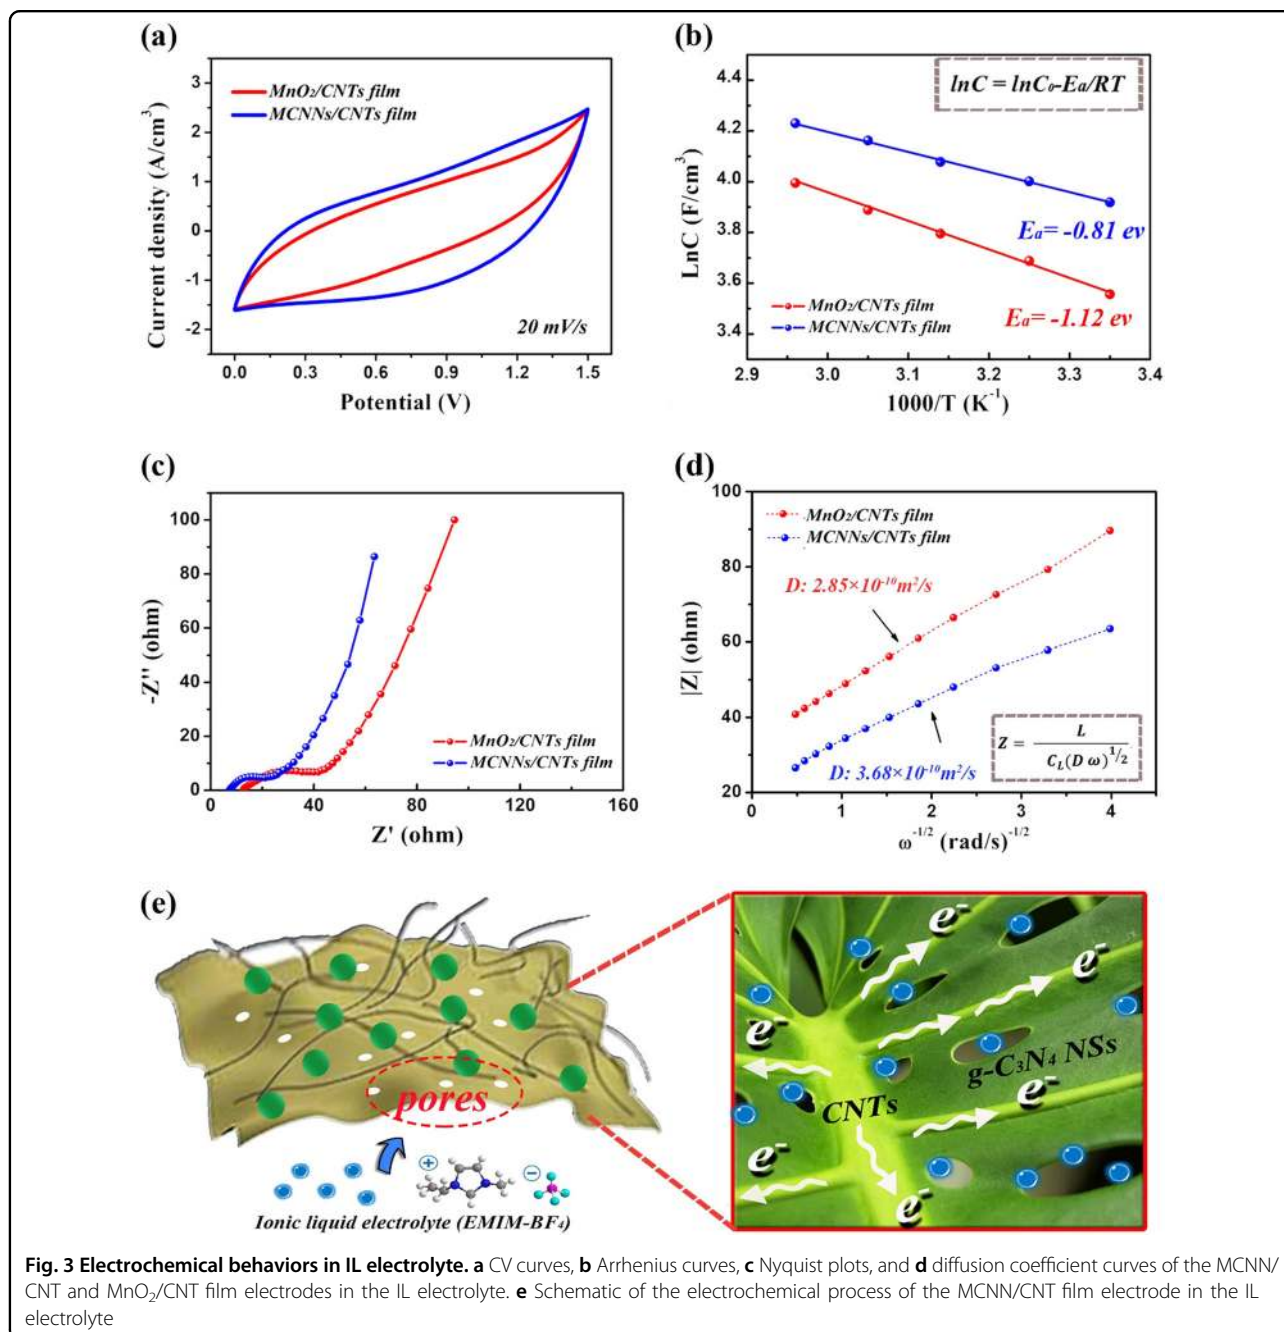 (a)
MnO₂/CNTs film
MCNNs/CNTs film
Current density (A/cm³)
3
2
1
0
-1
-2
20 mV/s
0.0 0.3 0.6 0.9 1.2 1.5
Potential (V)
(b)
lnC = lnC₀-Eₐ/RT
LnC (F/cm³)
4.4
4.2
4.0
3.8
3.6
3.4
Eₐ= -0.81 ev
MnO₂/CNTs film
MCNNs/CNTs film
Eₐ= -1.12 ev
2.9 3.0 3.1 3.2 3.3 3.4
1000/T (K⁻¹)
(c)
-Z'' (ohm)
100
80
60
40
20
0
MnO₂/CNTs film
MCNNs/CNTs film
0 40 80 120 160
Z' (ohm)
(d)
|Z| (ohm)
100
80
60
40
20
MnO₂/CNTs film
MCNNs/CNTs film
D: 2.85×10⁻¹⁰m²/s
D: 3.68×10⁻¹⁰m²/s
Z = L / C_L(D ω)^1/2
0 1 2 3 4
ω⁻¹/² (rad/s)⁻¹/²
(e)
pores
+
−
Ionic liquid electrolyte (EMIM-BF₄)
e⁻
e⁻
e⁻
g-C₃N₄ NSs
CNTs
e⁻
e⁻
e⁻
Fig. 3 Electrochemical behaviors in IL electrolyte. a CV curves, b Arrhenius curves, c Nyquist plots, and d diffusion coefficient curves of the MCNN/
CNT and MnO₂/CNT film electrodes in the IL electrolyte. e Schematic of the electrochemical process of the MCNN/CNT film electrode in the IL
electrolyte